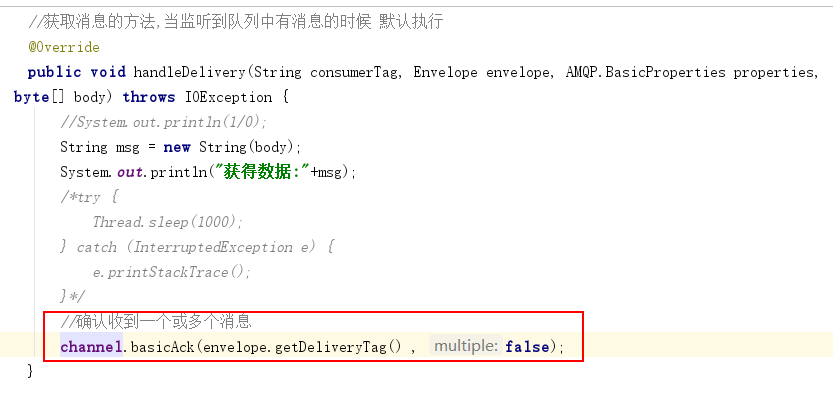 //获取消息的方法,当监听到队列中有消息的时候 默认执行
@Override
public void handleDelivery(String consumerTag, Envelope envelope, AMQP.BasicProperties properties,
byte[] body) throws IOException {
//System.out.println(1/0);
String msg = new String(body);
System.out.println("获得数据:"+msg);
/*try {
Thread.sleep(1000);
} catch (InterruptedException e) {
e.printStackTrace();
}*/
//确认收到一个或多个消息
channel.basicAck(envelope.getDeliveryTag() , multiple: false);
}